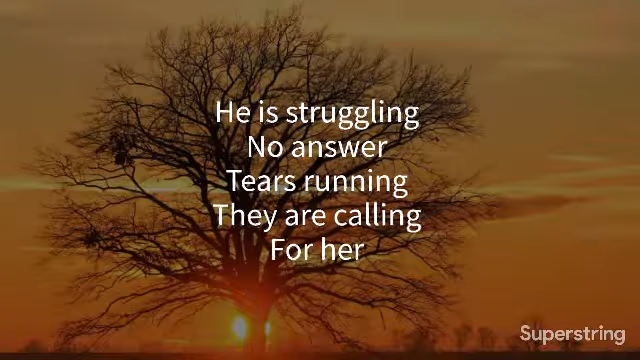 He is struggling
No answer
Tears running
They are calling
For her
Superstring